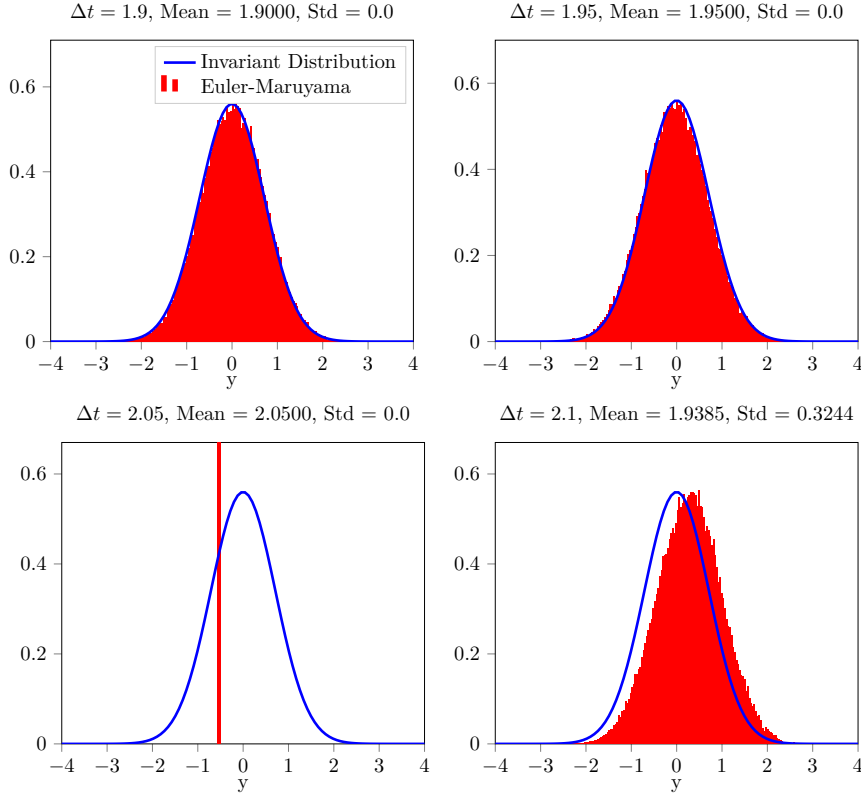 Δt = 1.9, Mean = 1.9000, Std = 0.0
Δt = 1.95, Mean = 1.9500, Std = 0.0
Invariant Distribution
Euler-Maruyama
0.6
0.4
0.2
0
−4 −3 −2 −1 0 1 2 3 4
y
0.6
0.4
0.2
0
−4 −3 −2 −1 0 1 2 3 4
y
Δt = 2.05, Mean = 2.0500, Std = 0.0
Δt = 2.1, Mean = 1.9385, Std = 0.3244
0.6
0.4
0.2
0
−4 −3 −2 −1 0 1 2 3 4
y
0.6
0.4
0.2
0
−4 −3 −2 −1 0 1 2 3 4
y